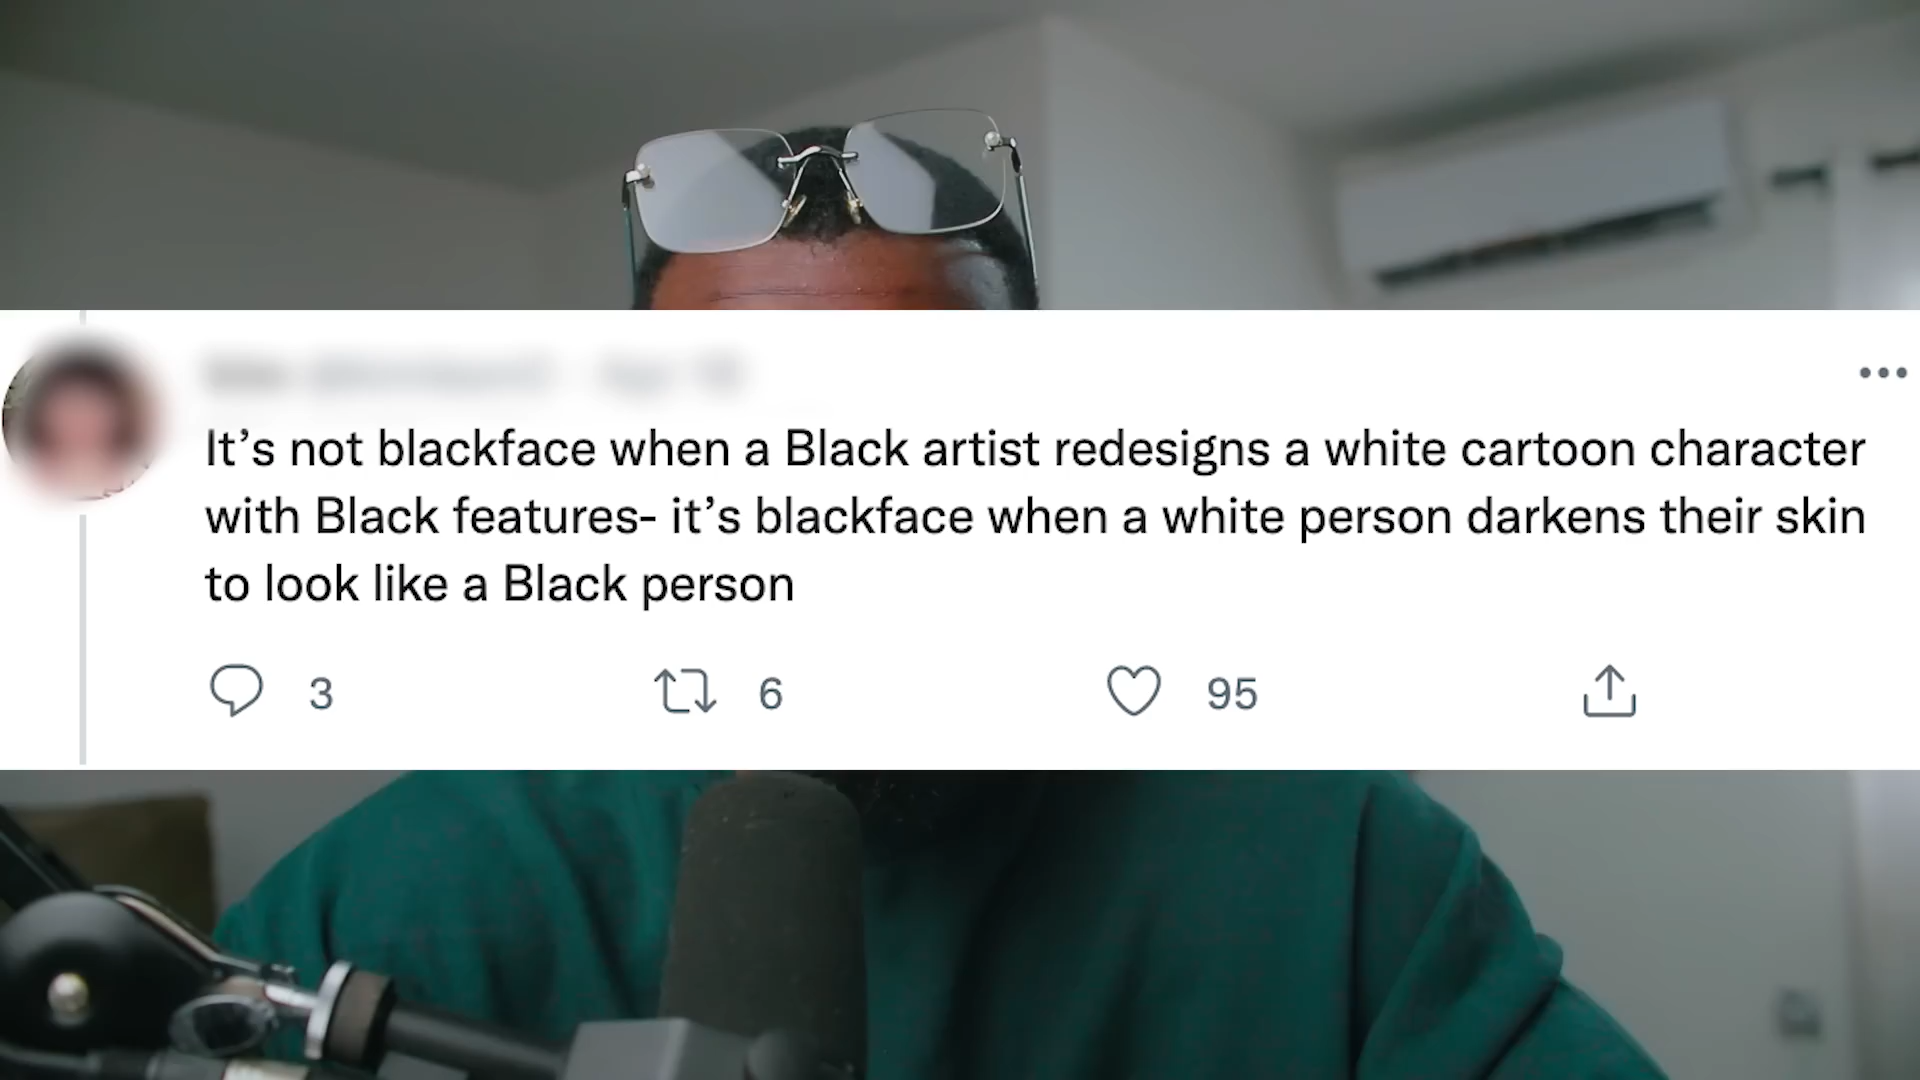 It’s not blackface when a Black artist redesigns a white cartoon character
with Black features- it’s blackface when a white person darkens their skin
to look like a Black person
3 6 95